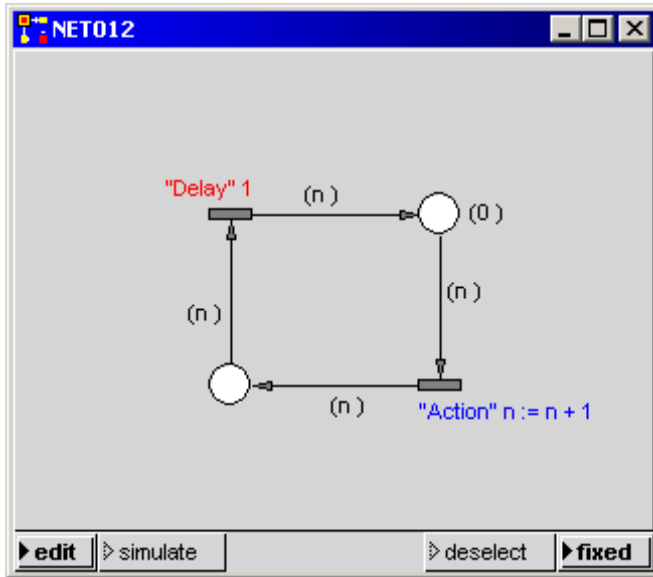 NET012
"Delay" 1
(n )
(0 )
(n )
(n )
(n )
"Action" n := n + 1
edit
simulate
deselect
fixed